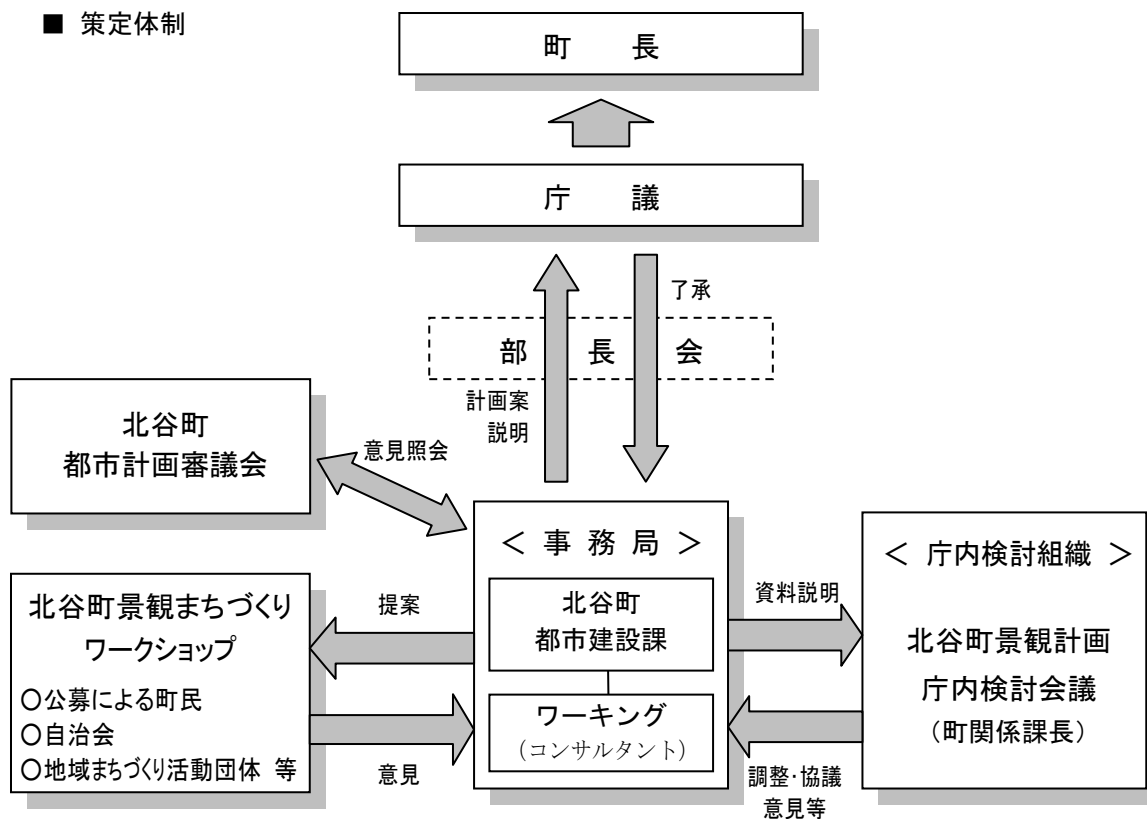 ■ 策定体制
町 長
庁 議
了承
部 長 会
計画案
説明
北谷町
都市計画審議会
意見照会
＜ 事 務 局 ＞
北谷町
都市建設課
ワーキング
（コンサルタント）
＜ 庁内検討組織 ＞
北谷町景観計画
庁内検討会議
（町関係課長）
資料説明
調整・協議
意見等
北谷町景観まちづくり
ワークショップ
○公募による町民
○自治会
○地域まちづくり活動団体 等
提案
意見